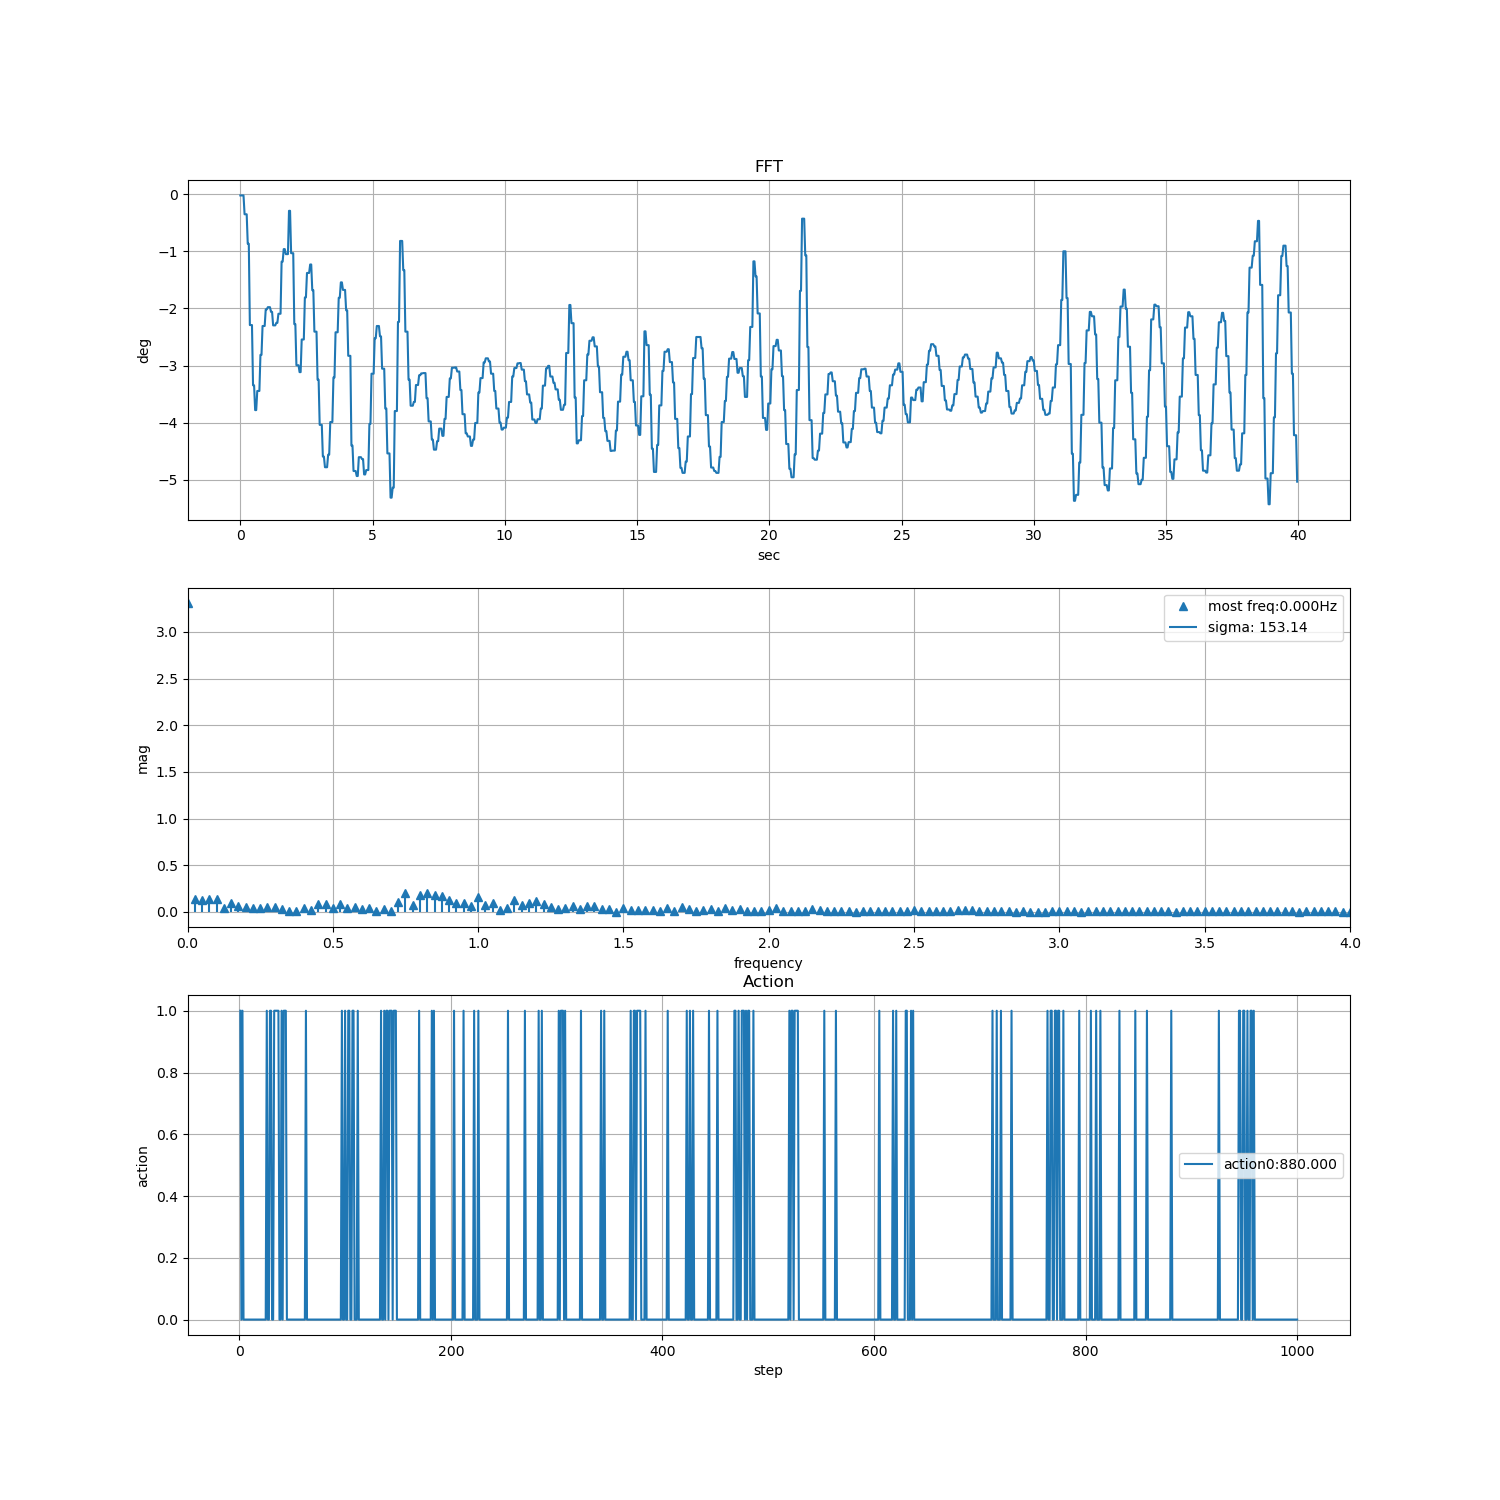 FFT
0
−1
−2
−3
−4
−5
deg
0 5 10 15 20 25 30 35 40
sec
most freq:0.000Hz
sigma: 153.14
3.0
2.5
2.0
1.5
1.0
0.5
0.0
mag
0.0 0.5 1.0 1.5 2.0 2.5 3.0 3.5 4.0
frequency
Action
1.0
0.8
0.6
0.4
0.2
0.0
action
action0:880.000
0 200 400 600 800 1000
step